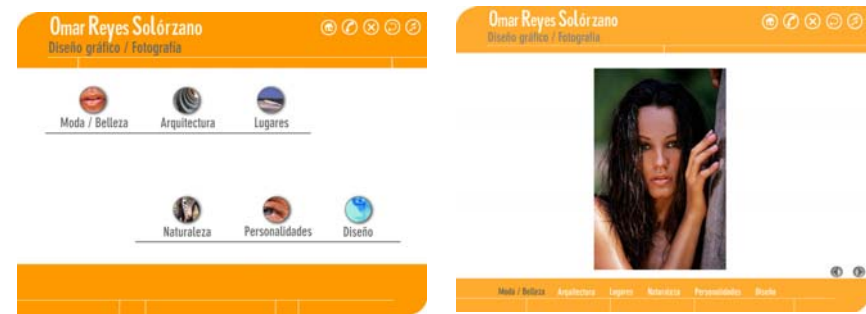 Omar Reyes Solórzano
Diseño gráfico / Fotografía
Moda / Belleza Arquitectura Lugares
Naturaleza Personalidades Diseño
Omar Reyes Solórzano
Diseño gráfico / Fotografía
Moda / Belleza Arquitectura Lugares Naturaleza Personalidades Diseño